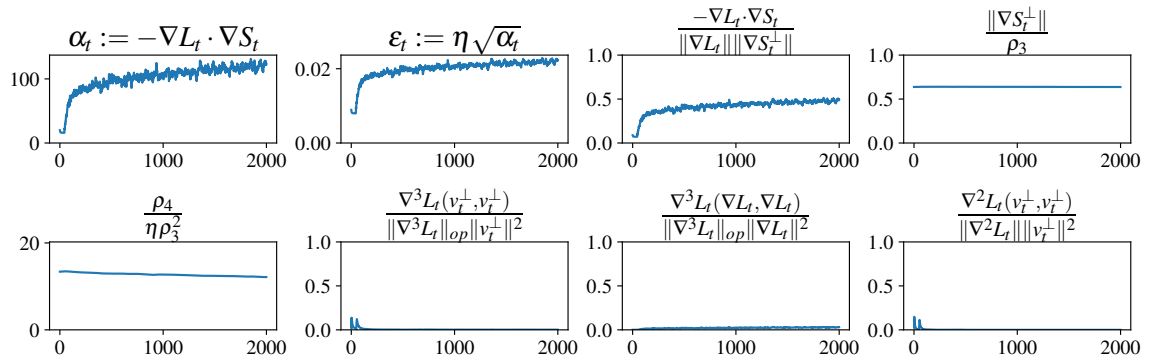 α_t := −∇L_t·∇S_t
ε_t := η√α_t
−∇L_t·∇S_t
‖∇L_t‖‖∇S_t^⊥‖
‖∇S_t^⊥‖
ρ_3
100
0
0 1000 2000
0.02
0.00
0 1000 2000
1.0
0.5
0.0
0 1000 2000
1.0
0.5
0.0
0 1000 2000
ρ_4
ηρ_3^2
∇^3L_t(v_t^⊥,v_t^⊥)
‖∇^3L_t‖_op‖v_t^⊥‖^2
∇^3L_t(∇L_t,∇L_t)
‖∇^3L_t‖_op‖∇L_t‖^2
∇^2L_t(v_t^⊥,v_t^⊥)
‖∇^2L_t‖‖v_t^⊥‖^2
20
0
0 1000 2000
1.0
0.5
0.0
0 1000 2000
1.0
0.5
0.0
0 1000 2000
1.0
0.5
0.0
0 1000 2000